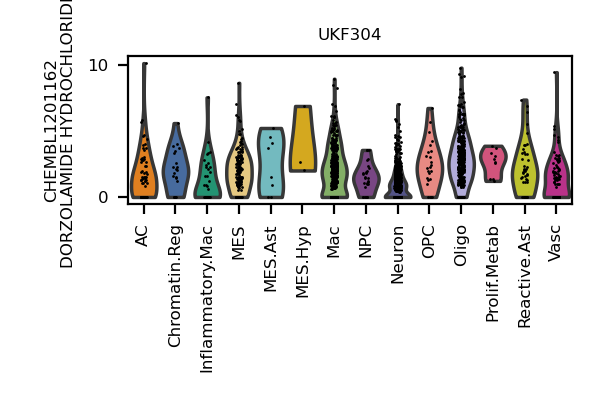 UKF304
CHEMBL1201162
DORZOLAMIDE HYDROCHLORIDE
10
0
AC
Chromatin.Reg
Inflammatory.Mac
MES
MES.Ast
MES.Hyp
Mac
NPC
Neuron
OPC
Oligo
Prolif.Metab
Reactive.Ast
Vasc